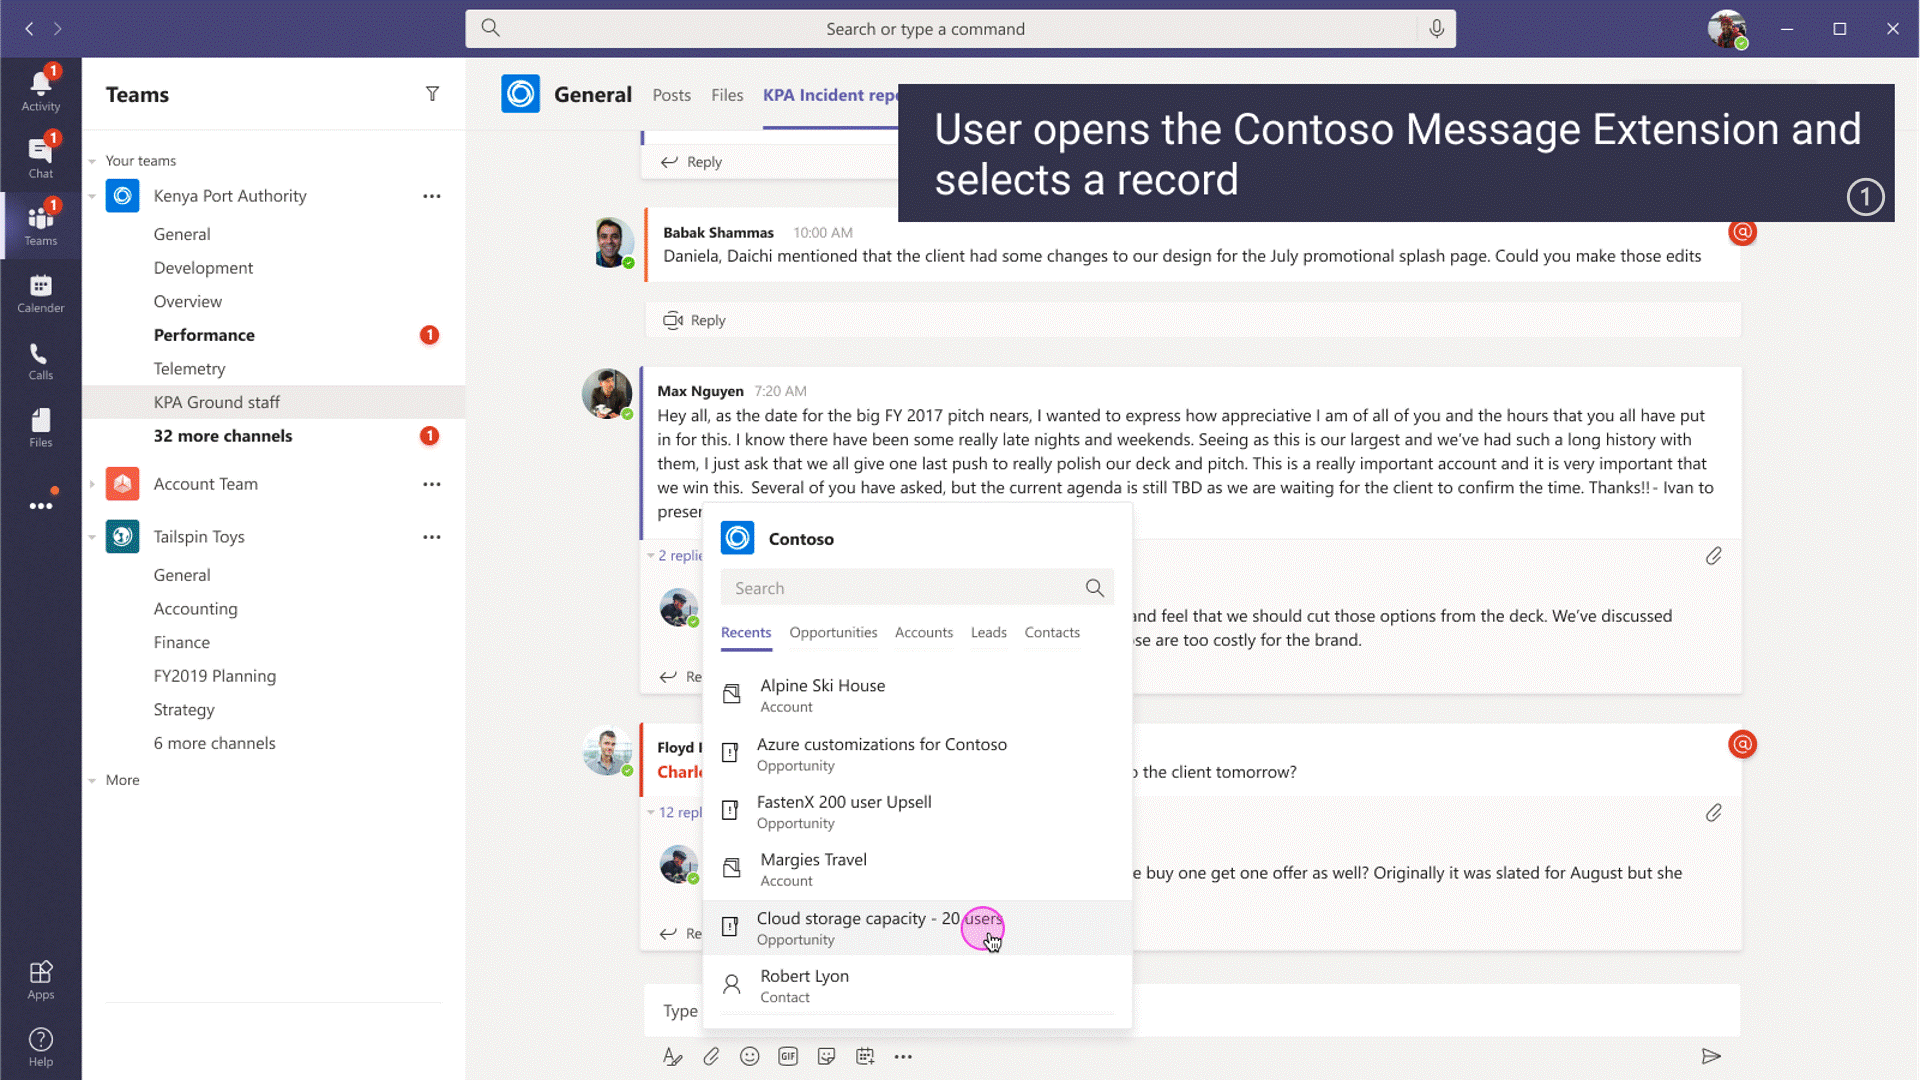 Search or type a command
1
Activity
1
Chat
1
Teams
Calender
Calls
Files
Apps
Help
Teams
Your teams
Kenya Port Authority
General
Development
Overview
Performance 1
Telemetry
KPA Ground staff
32 more channels 1
Account Team
Tailspin Toys
General
Accounting
Finance
FY2019 Planning
Strategy
6 more channels
More
General Posts Files KPA Incident repo
User opens the Contoso Message Extension and
selects a record
1
Reply
Babak Shammas 10:00 AM
@
Daniela, Daichi mentioned that the client had some changes to our design for the July promotional splash page. Could you make those edits
Reply
Max Nguyen 7:20 AM
Hey all, as the date for the big FY 2017 pitch nears, I wanted to express how appreciative I am of all of you and the hours that you all have put
in for this. I know there have been some really late nights and weekends. Seeing as this is our largest and we've had such a long history with
them, I just ask that we all give one last push to really polish our deck and pitch. This is a really important account and it is very important that
we win this. Several of you have asked, but the current agenda is still TBD as we are waiting for the client to confirm the time. Thanks!! - Ivan to
2 replie
and feel that we should cut those options from the deck. We've discussed
are too costly for the brand.
Re
Floyd
@
Charle
the client tomorrow?
12 repl
buy one get one offer as well? Originally it was slated for August but she
Re
Contoso
Search
Recents Opportunities Accounts Leads Contacts
Alpine Ski House
Account
Azure customizations for Contoso
Opportunity
FastenX 200 user Upsell
Opportunity
Margies Travel
Account
Cloud storage capacity - 20 users
Opportunity
Robert Lyon
Contact
Type
GIF